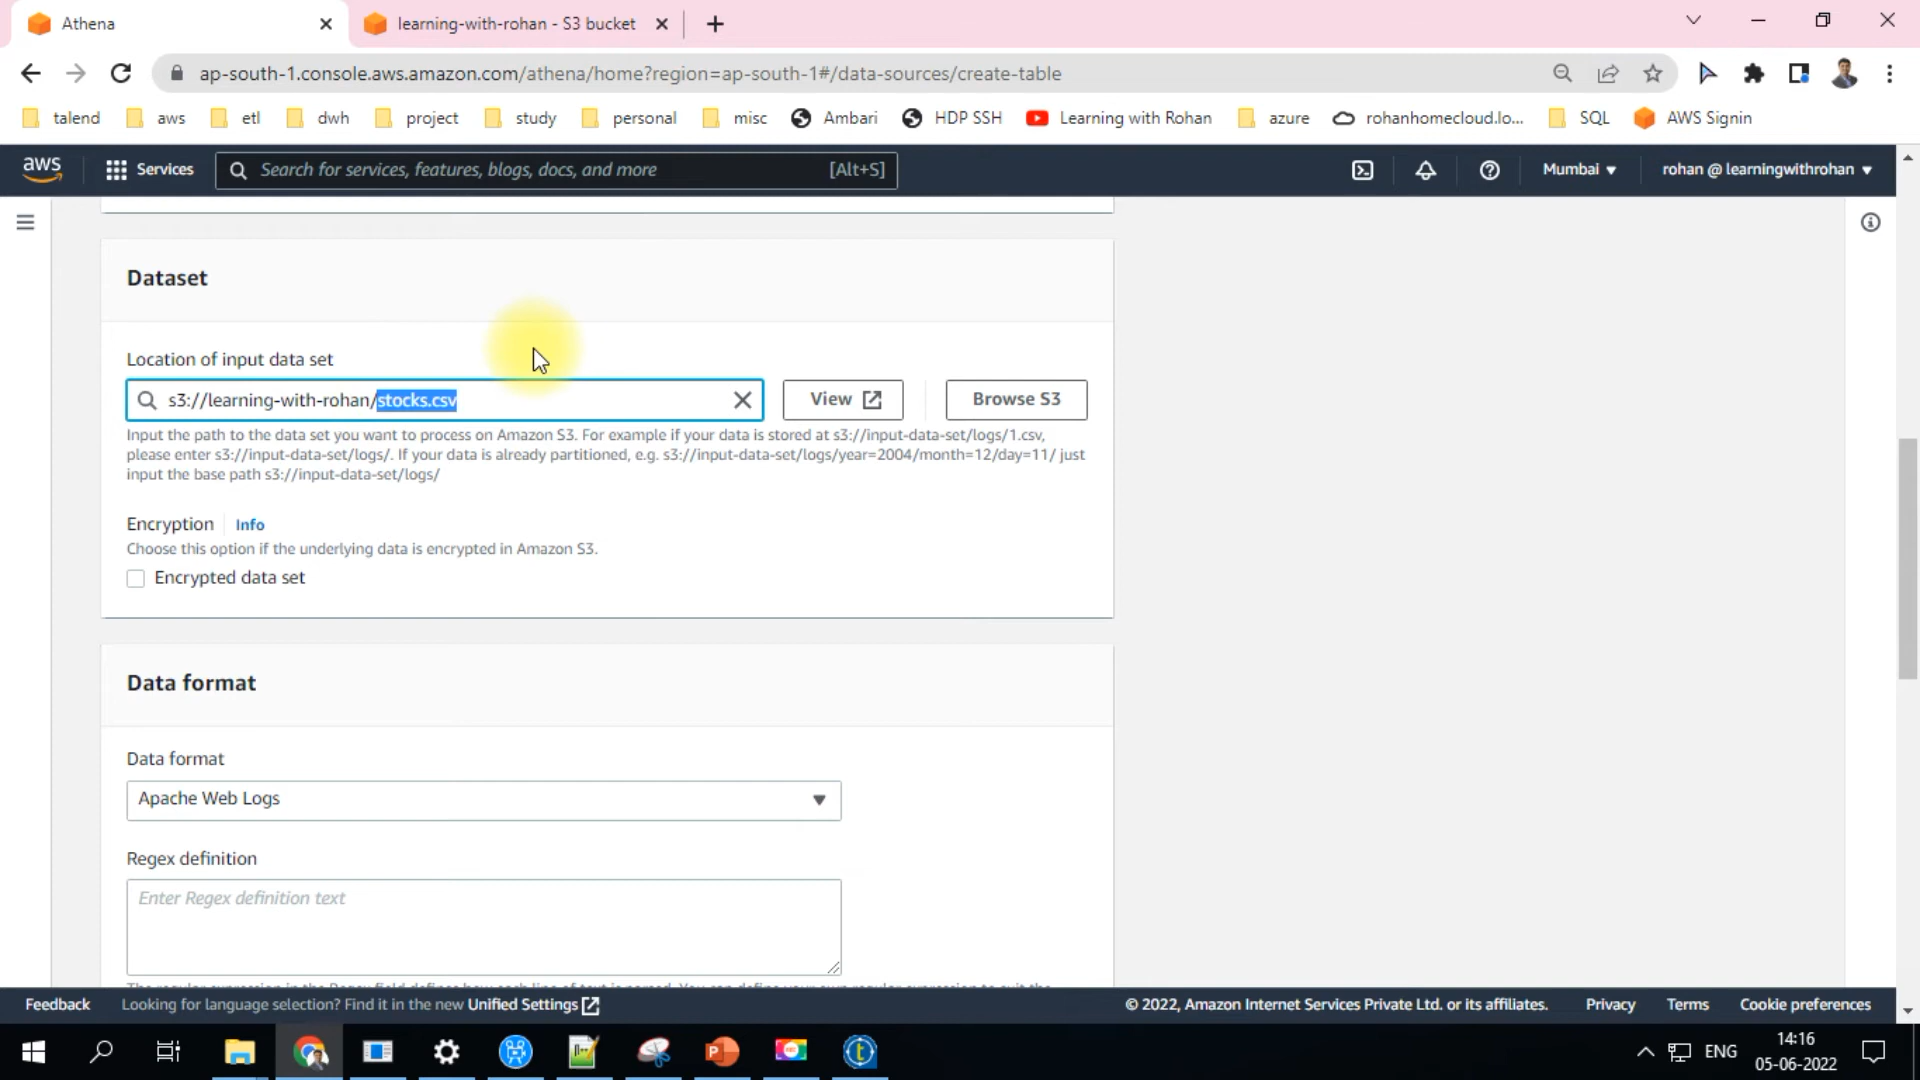 Athena
learning-with-rohan - S3 bucket
ap-south-1.console.aws.amazon.com/athena/home?region=ap-south-1#/data-sources/create-table
talend
aws
etl
dwh
project
study
personal
misc
Ambari
HDP SSH
Learning with Rohan
azure
rohanhomecloud.lo...
SQL
AWS Signin
aws
Services
Search for services, features, blogs, docs, and more
[Alt+S]
Mumbai
rohan @ learningwithrohan
Dataset
Location of input data set
s3://learning-with-rohan/stocks.csv
View
Browse S3
Input the path to the data set you want to process on Amazon S3. For example if your data is stored at s3://input-data-set/logs/1.csv,
please enter s3://input-data-set/logs/. If your data is already partitioned, e.g. s3://input-data-set/logs/year=2004/month=12/day=11/ just
input the base path s3://input-data-set/logs/
Encryption
Info
Choose this option if the underlying data is encrypted in Amazon S3.
Encrypted data set
Data format
Data format
Apache Web Logs
Regex definition
Enter Regex definition text
Feedback
Looking for language selection? Find it in the new Unified Settings
© 2022, Amazon Internet Services Private Ltd. or its affiliates.
Privacy
Terms
Cookie preferences
ENG
14:16
05-06-2022